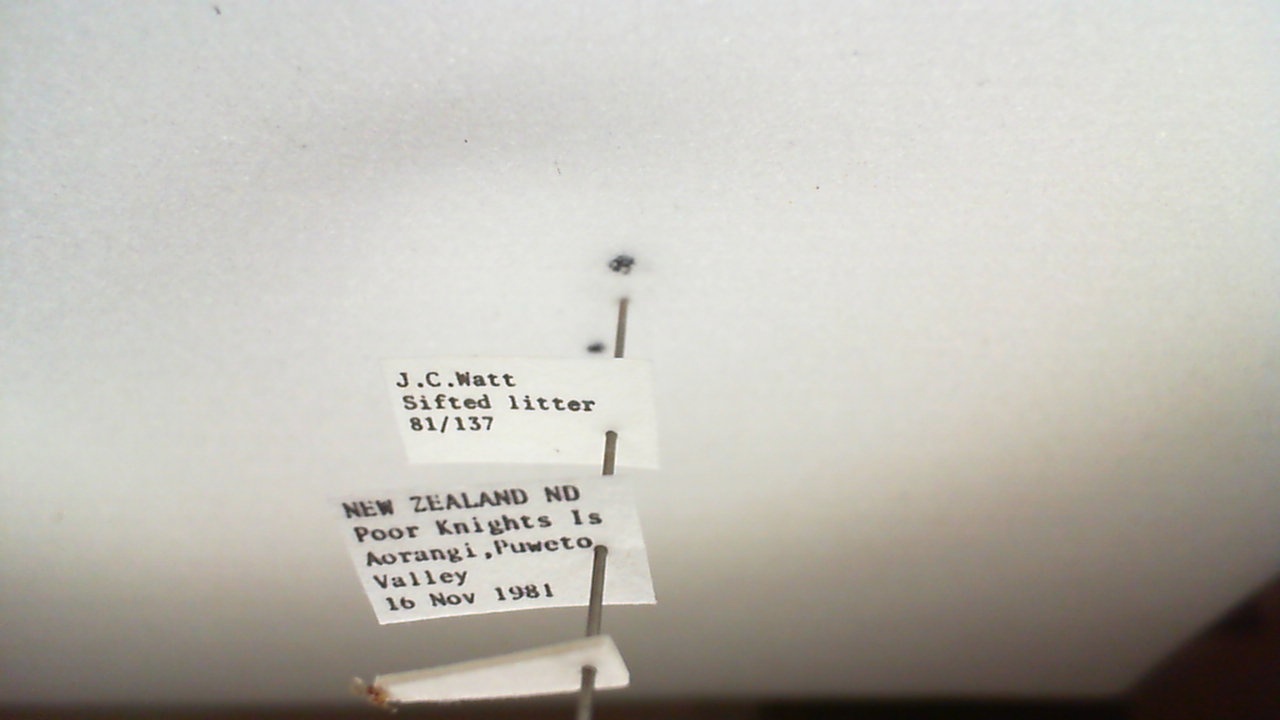 J.C.Watt
Sifted litter
81/137
NEW ZEALAND ND
Poor Knights Is
Aorangi,Puweto
Valley
16 Nov 1981